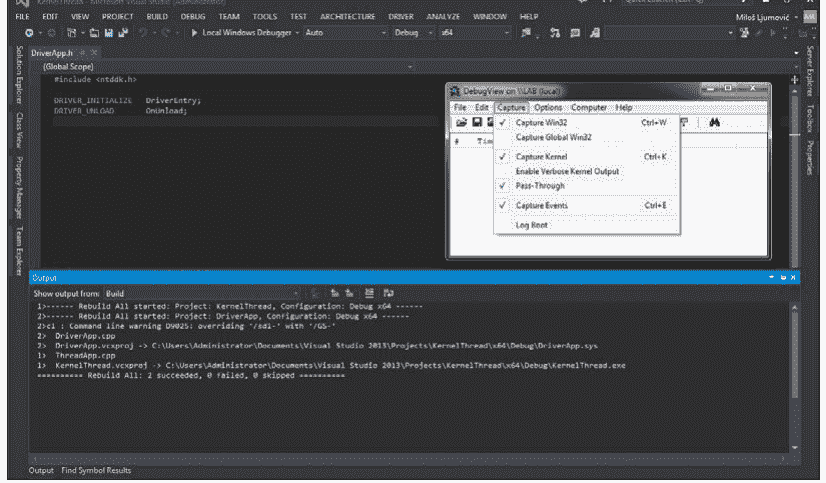 KernelThread - Microsoft Visual Studio (Administrator)
FILE EDIT VIEW PROJECT BUILD DEBUG TEAM TOOLS TEST ARCHITECTURE DRIVER ANALYZE WINDOW HELP
Miloš Ljumović
Local Windows Debugger Auto Debug x64
DriverApp.h
(Global Scope)
#include <ntddk.h>
DRIVER_INITIALIZE DriverEntry;
DRIVER_UNLOAD OnUnload;
Solution Explorer
Class View
Property Manager
Team Explorer
Server Explorer
Toolbox
Properties
DebugView on \\LAB (local)
File Edit Capture Options Computer Help
# Tim
Capture Win32 Ctrl+W
Capture Global Win32
Capture Kernel Ctrl+K
Enable Verbose Kernel Output
Pass-Through
Capture Events Ctrl+E
Log Boot
Output
Show output from: Build
1>------ Rebuild All started: Project: KernelThread, Configuration: Debug x64 ------
2>------ Rebuild All started: Project: DriverApp, Configuration: Debug x64 ------
2>cl : Command line warning D9025: overriding '/sdl-' with '/GS-'
2> DriverApp.cpp
2> DriverApp.vcxproj -> C:\Users\Administrator\Documents\Visual Studio 2013\Projects\KernelThread\x64\Debug\DriverApp.sys
1> ThreadApp.cpp
1> KernelThread.vcxproj -> C:\Users\Administrator\Documents\Visual Studio 2013\Projects\KernelThread\x64\Debug\KernelThread.exe
========== Rebuild All: 2 succeeded, 0 failed, 0 skipped ==========
Output Find Symbol Results